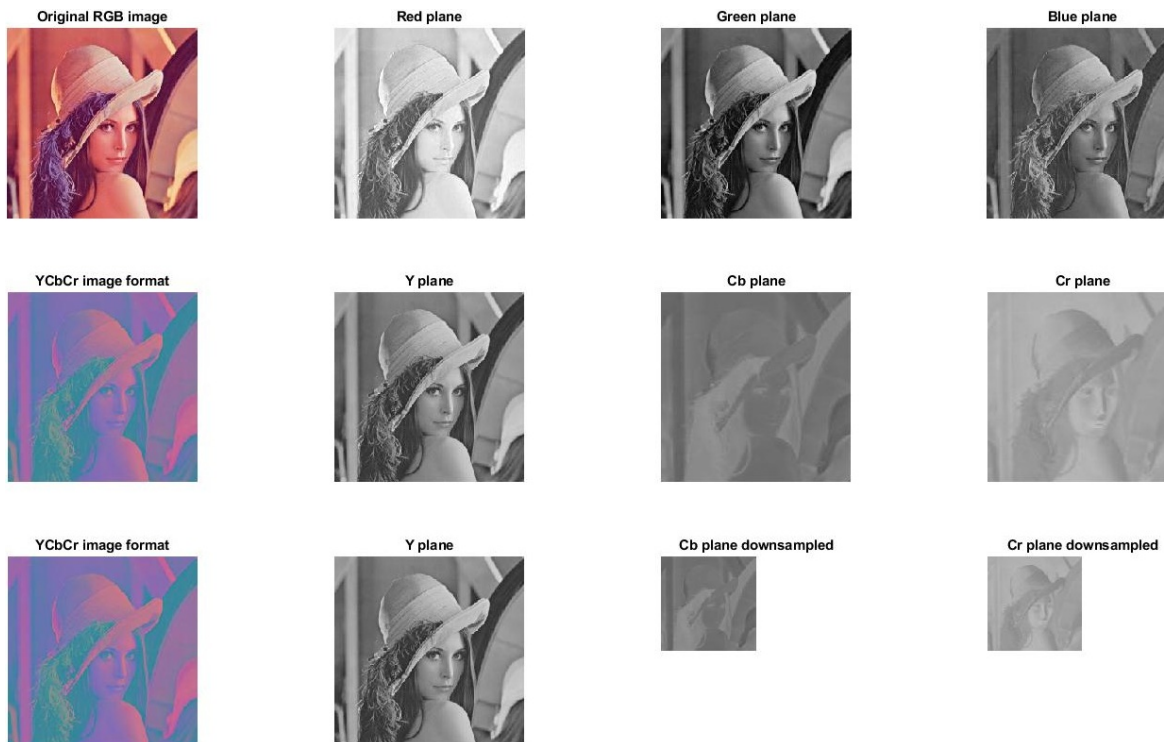 Original RGB image
Red plane
Green plane
Blue plane
YCbCr image format
Y plane
Cb plane
Cr plane
YCbCr image format
Y plane
Cb plane downsampled
Cr plane downsampled